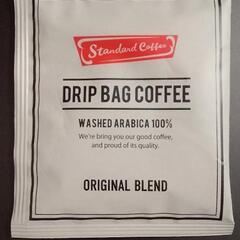 Standard Coffee
DRIP BAG COFFEE
WASHED ARABICA 100%
We're bring you our good coffee,
and proud of its quality.
ORIGINAL BLEND